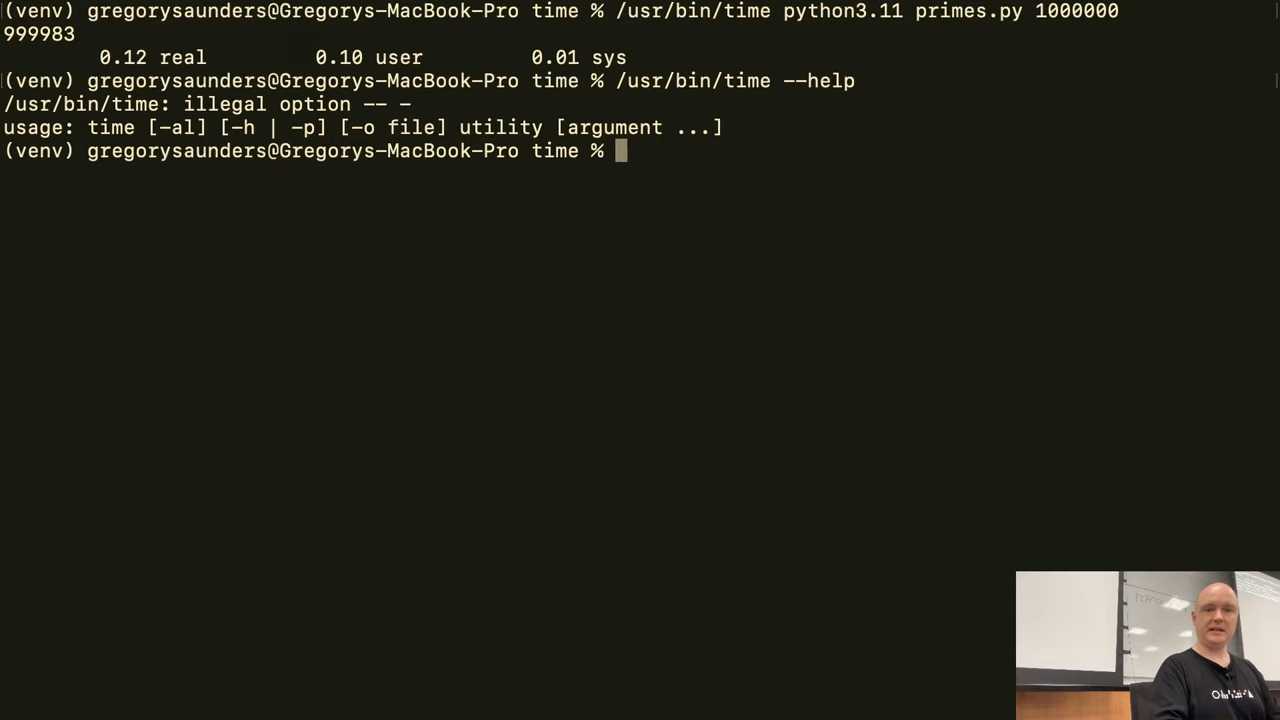 (venv) gregorysaunders@Gregorys-MacBook-Pro time % /usr/bin/time python3.11 primes.py 1000000
999983
0.12 real 0.10 user 0.01 sys
(venv) gregorysaunders@Gregorys-MacBook-Pro time % /usr/bin/time --help
/usr/bin/time: illegal option -- -
usage: time [-al] [-h | -p] [-o file] utility [argument ...]
(venv) gregorysaunders@Gregorys-MacBook-Pro time %